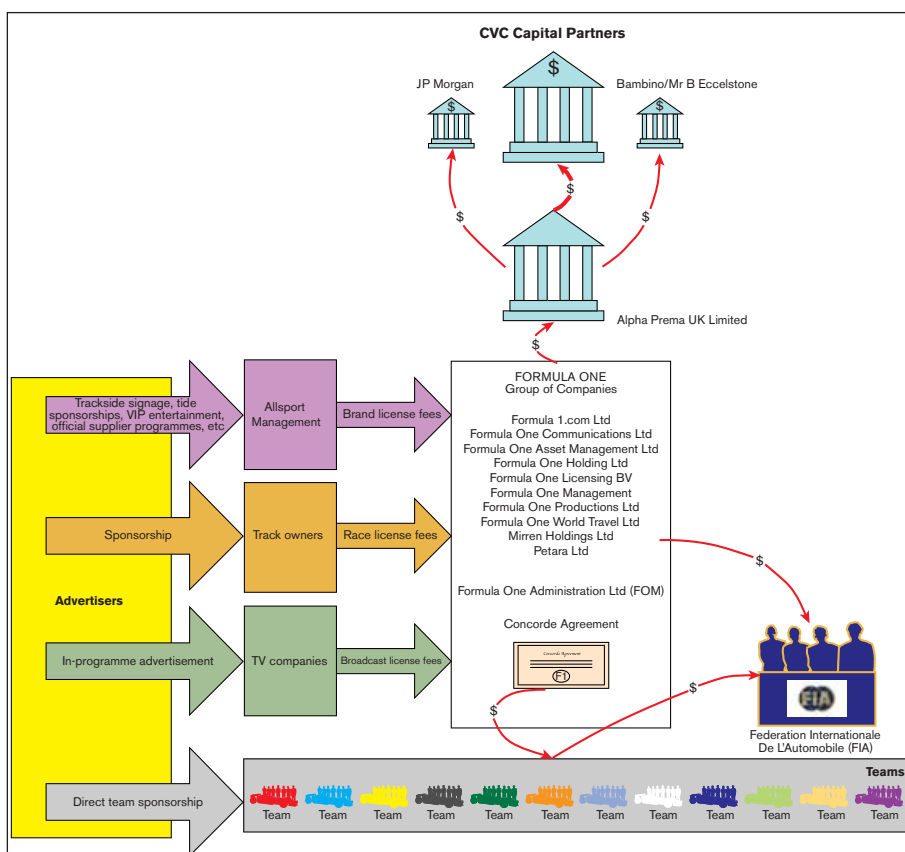 CVC Capital Partners
JP Morgan
Bambino/Mr B Eccelstone
$
$
$
$
$
$
Alpha Prema UK Limited
$
FORMULA ONE
Group of Companies
Formula 1.com Ltd
Formula One Communications Ltd
Formula One Asset Management Ltd
Formula One Holding Ltd
Formula One Licensing BV
Formula One Management
Formula One Productions Ltd
Formula One World Travel Ltd
Mirren Holdings Ltd
Petara Ltd
Formula One Administration Ltd (FOM)
Concorde Agreement
Concorde Agreement
F1
Trackside signage, tide
sponsorships, VIP entertainment,
official supplier programmes, etc
Allsport
Management
Brand license fees
Sponsorship
Track owners
Race license fees
Advertisers
In-programme advertisement
TV companies
Broadcast license fees
$
$
$
FIA
Federation Internationale
De L'Automobile (FIA)
Direct team sponsorship
Teams
Team Team Team Team Team Team Team Team Team Team Team Team